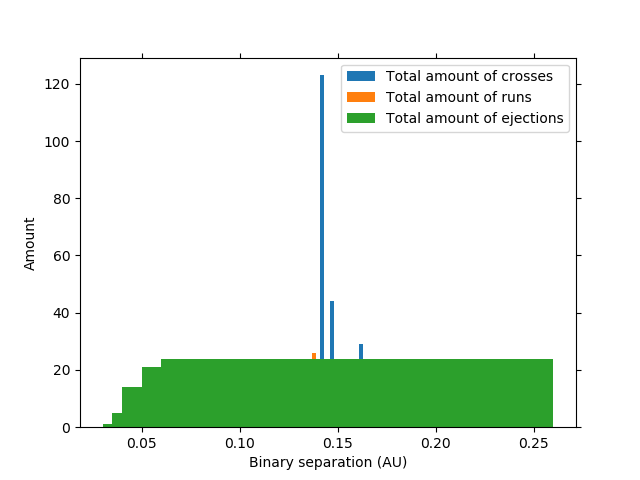 Total amount of crosses
Total amount of runs
Total amount of ejections
120
100
80
60
40
20
0
Amount
0.05 0.10 0.15 0.20 0.25
Binary separation (AU)